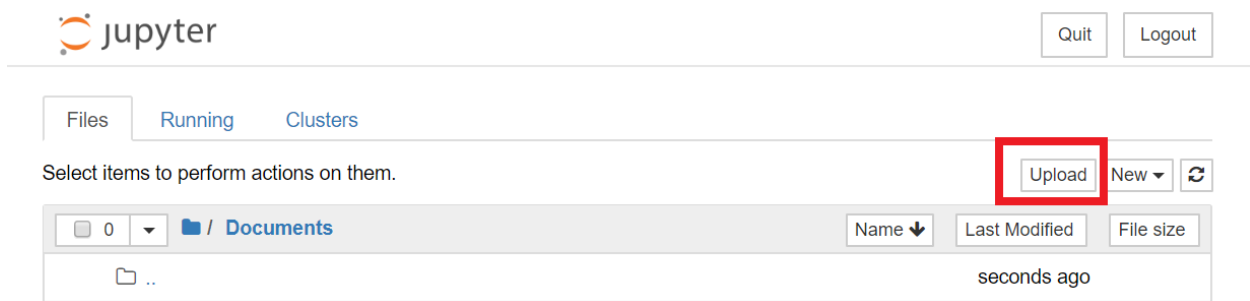 jupyter
Quit Logout
Files Running Clusters
Select items to perform actions on them.
Upload New
0 / Documents Name Last Modified File size
.. seconds ago